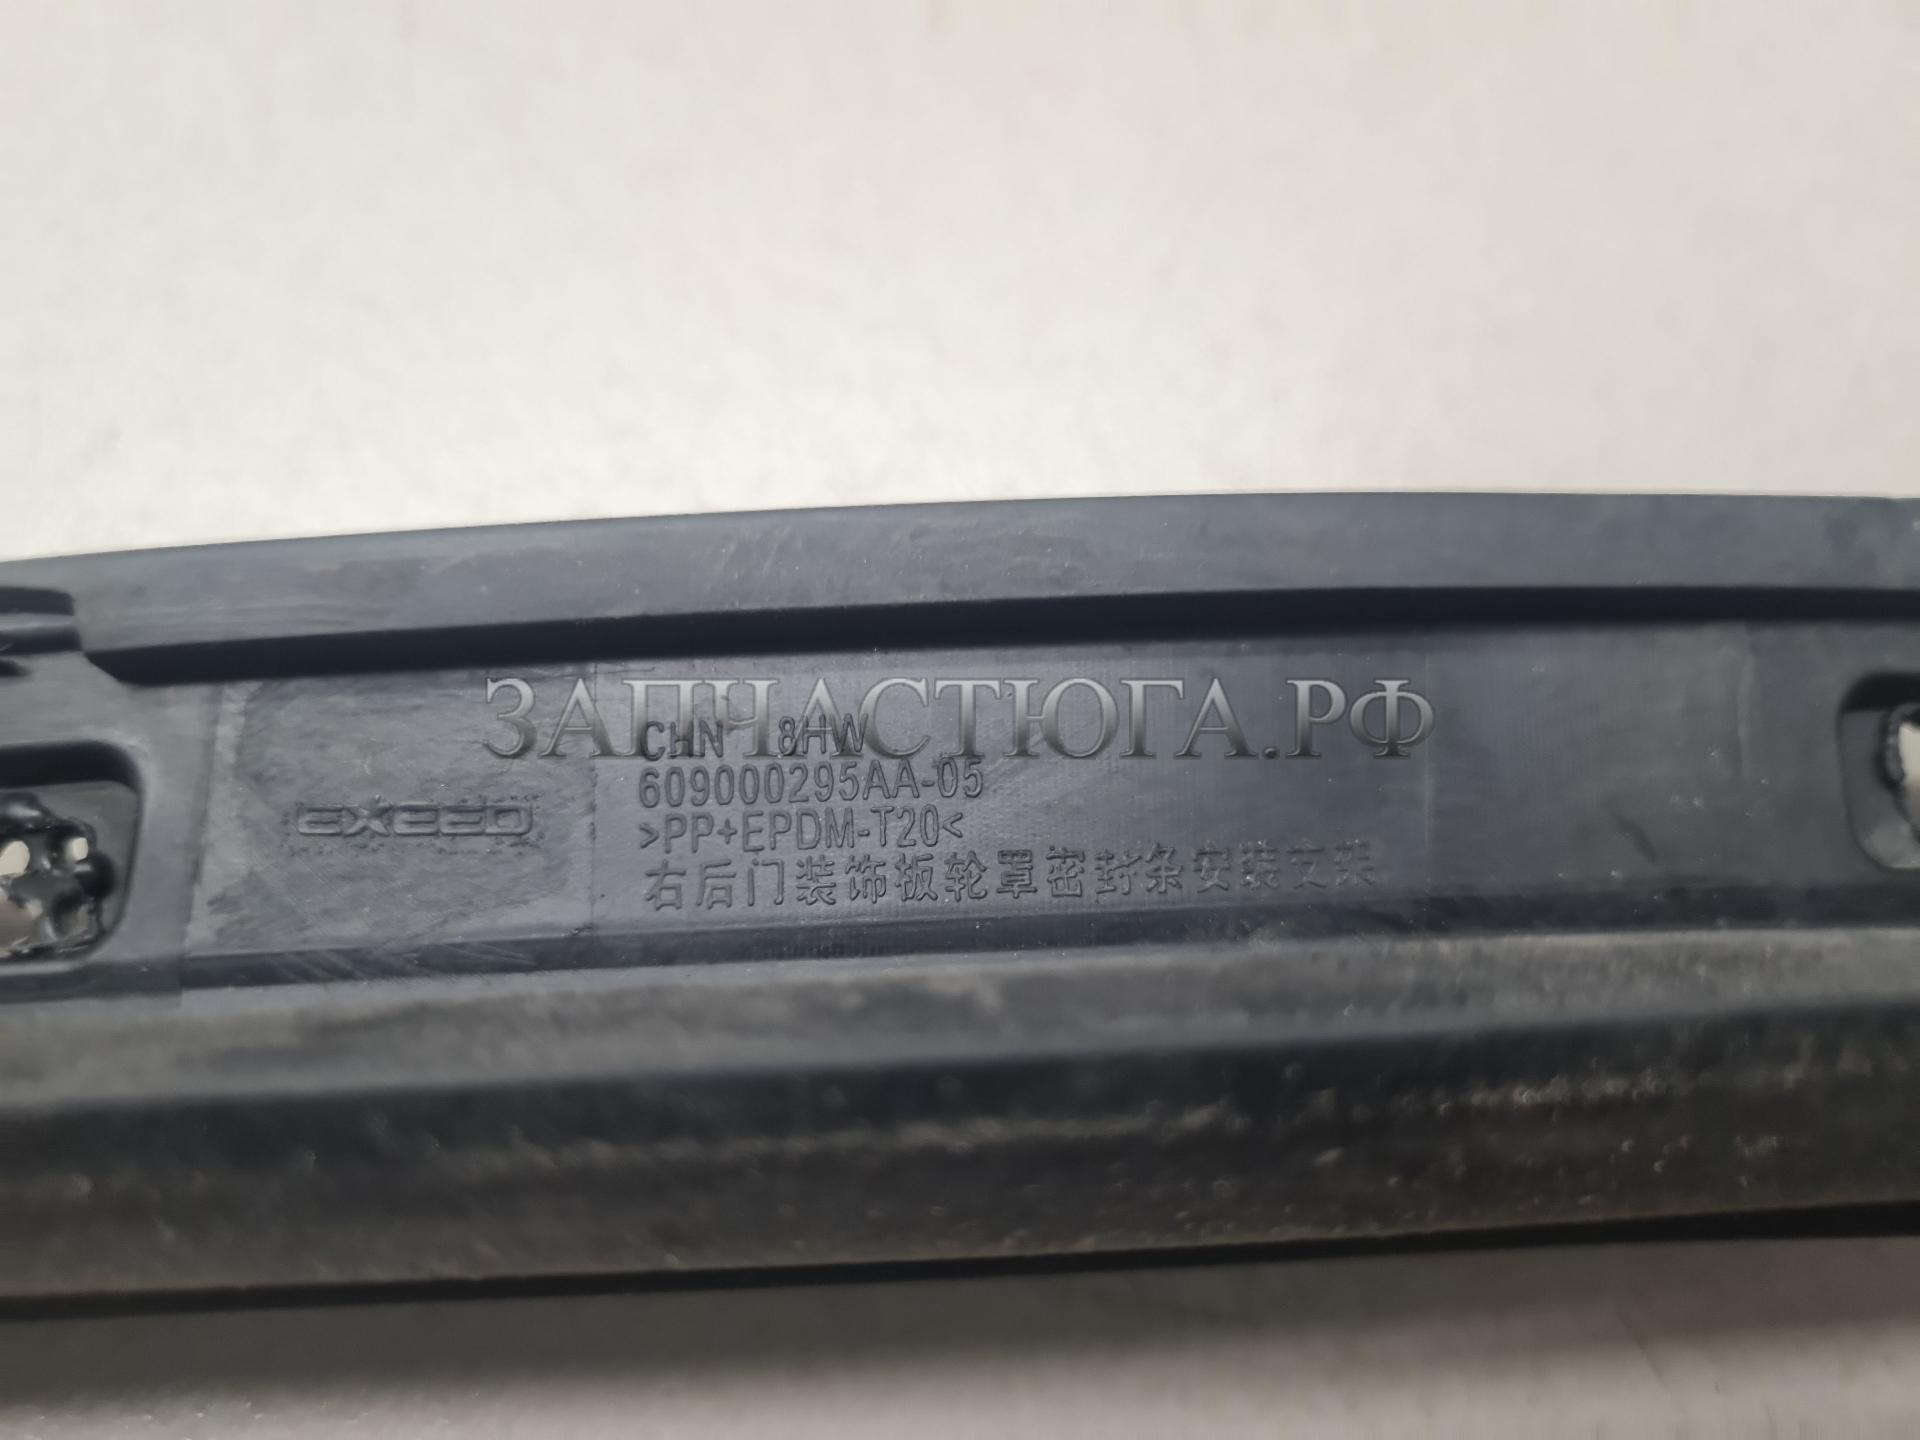 ЗАПЧАСТЮГА.РФ
CHN 8HW
609000295AA-05
EXEED
>PP+EPDM-T20<
右后门装饰板轮罩密封条安装支架